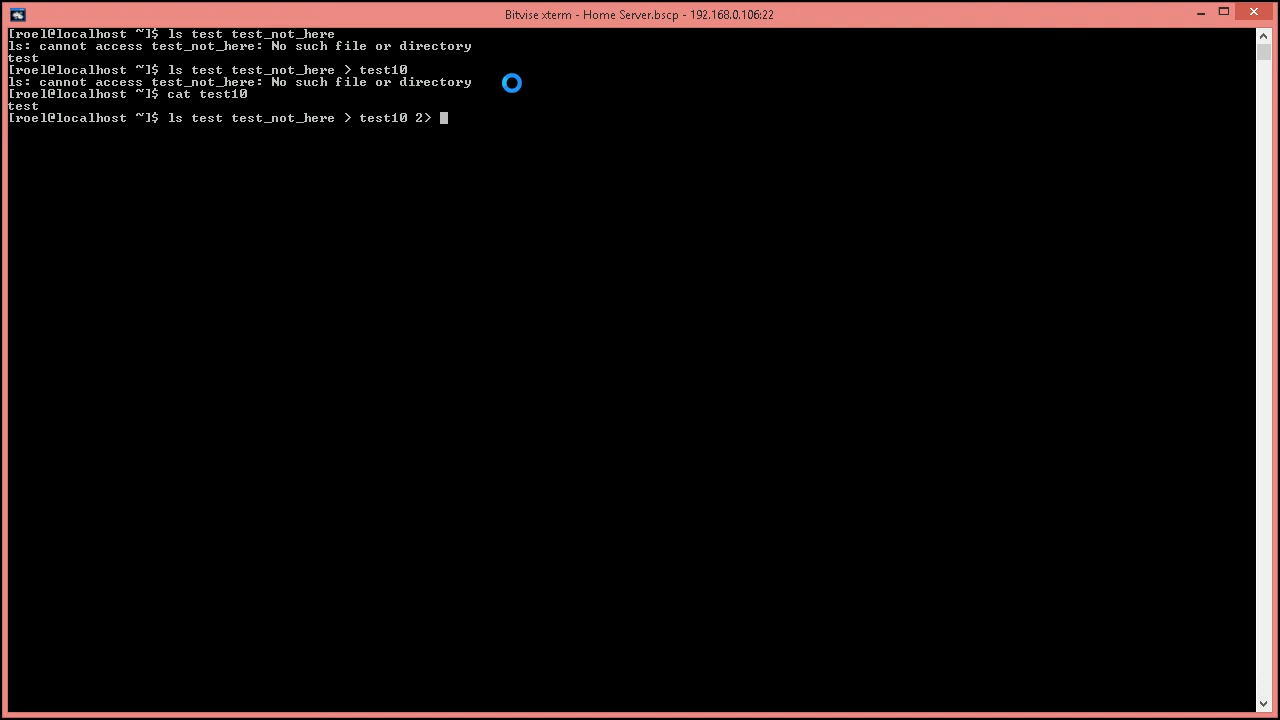 Bitvise xterm - Home Server.bscp - 192.168.0.106:22
[roel@localhost ~]$ ls test test_not_here
ls: cannot access test_not_here: No such file or directory
test
[roel@localhost ~]$ ls test test_not_here > test10
ls: cannot access test_not_here: No such file or directory
[roel@localhost ~]$ cat test10
test
[roel@localhost ~]$ ls test test_not_here > test10 2>